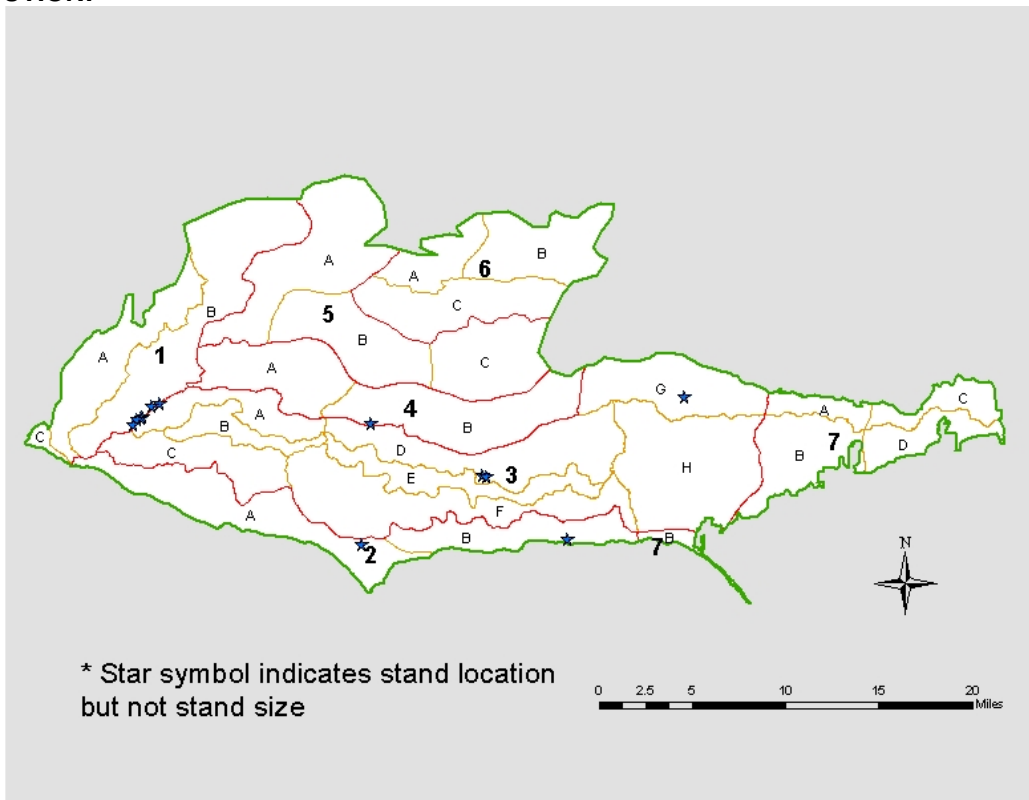 A
A
B
6
C
B
5
A
B
A
1
C
G
C
A
4
A
A
B
B
7
D
B
C
D
C
E
3
H
F
A
B
2
7
B
N
* Star symbol indicates stand location
but not stand size
0 2.5 5 10 15 20
Miles